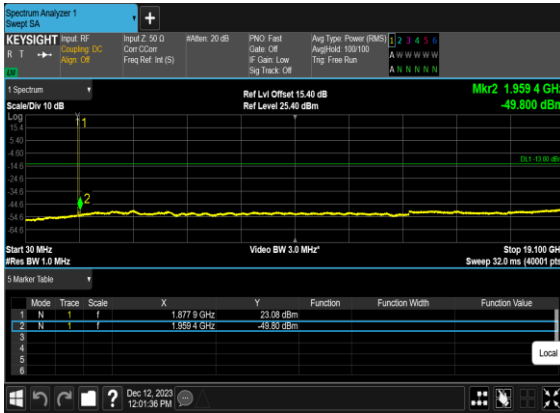 Spectrum Analyzer 1
Swept SA
+
KEYSIGHT
R T
LW
Input: RF
Coupling: DC
Align: Off
Input Z: 50 Ω
Corr CCorr
Freq Ref: Int (S)
#Atten: 20 dB
PNO: Fast
Gate: Off
IF Gain: Low
Sig Track: Off
Avg Type: Power (RMS)
Avg|Hold: 100/100
Trig: Free Run
1 2 3 4 5 6
A W W W W W
A N N N N N
1 Spectrum
Scale/Div 10 dB
Ref Lvl Offset 15.40 dB
Ref Level 25.40 dBm
Mkr2 1.959 4 GHz
-49.800 dBm
Log
15.4
5.40
-4.60
-14.6
-24.6
-34.6
-44.6
-54.6
-64.6
1
2
DL1 -13.00 dBm
Start 30 MHz
#Res BW 1.0 MHz
Video BW 3.0 MHz*
Stop 19.100 GHz
Sweep 32.0 ms (40001 pts)
5 Marker Table
Mode Trace Scale X Y Function Function Width Function Value
1 N 1 f 1.877 9 GHz 23.08 dBm
2 N 1 f 1.959 4 GHz -49.80 dBm
3
4
5
6
Local
?
Dec 12, 2023
12:01:36 PM